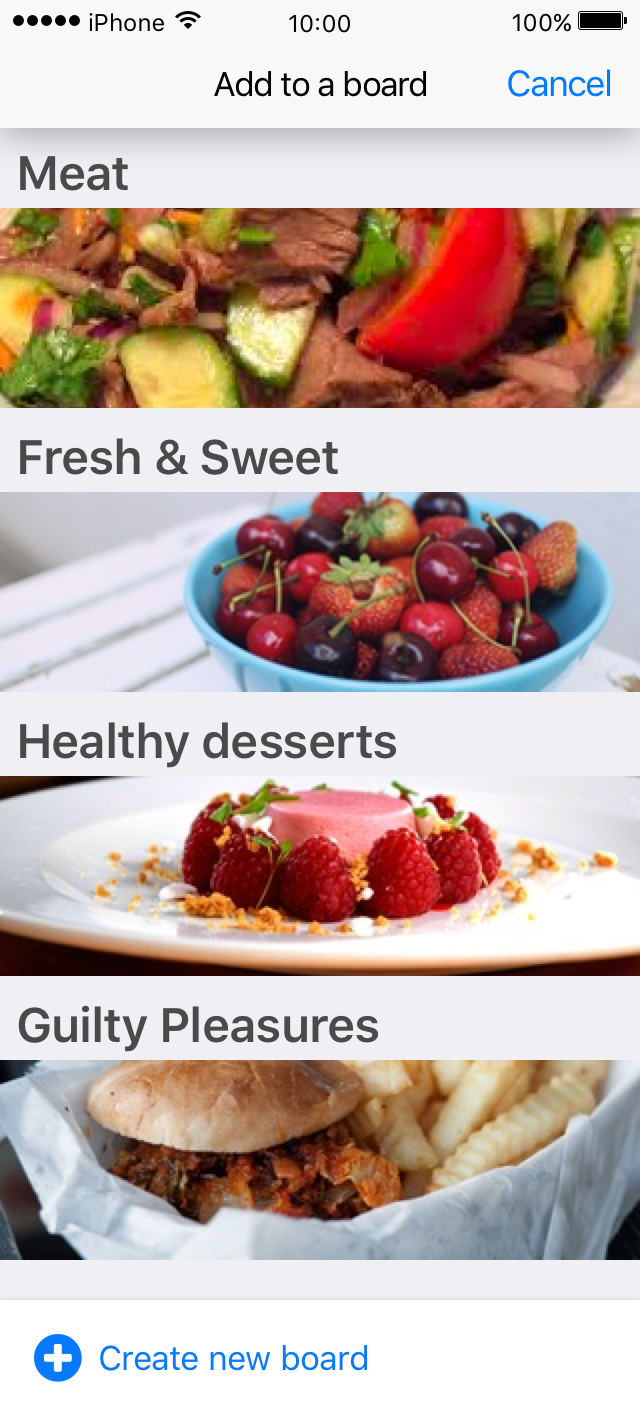 iPhone 10:00 100%
Add to a board Cancel
Meat
Fresh & Sweet
Healthy desserts
Guilty Pleasures
Create new board